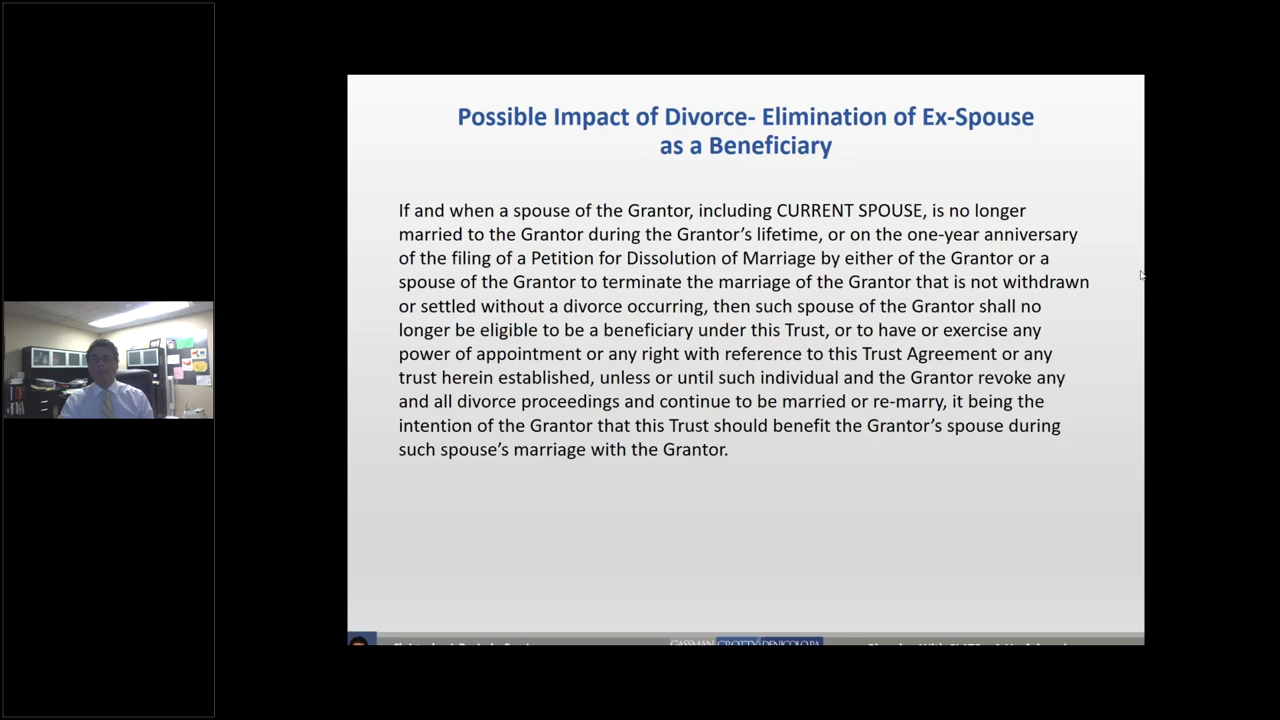 Possible Impact of Divorce- Elimination of Ex-Spouse
as a Beneficiary
If and when a spouse of the Grantor, including CURRENT SPOUSE, is no longer
married to the Grantor during the Grantor’s lifetime, or on the one-year anniversary
of the filing of a Petition for Dissolution of Marriage by either of the Grantor or a
spouse of the Grantor to terminate the marriage of the Grantor that is not withdrawn
or settled without a divorce occurring, then such spouse of the Grantor shall no
longer be eligible to be a beneficiary under this Trust, or to have or exercise any
power of appointment or any right with reference to this Trust Agreement or any
trust herein established, unless or until such individual and the Grantor revoke any
and all divorce proceedings and continue to be married or re-marry, it being the
intention of the Grantor that this Trust should benefit the Grantor’s spouse during
such spouse’s marriage with the Grantor.
GASSMAN CROTTY DENICOLO PA